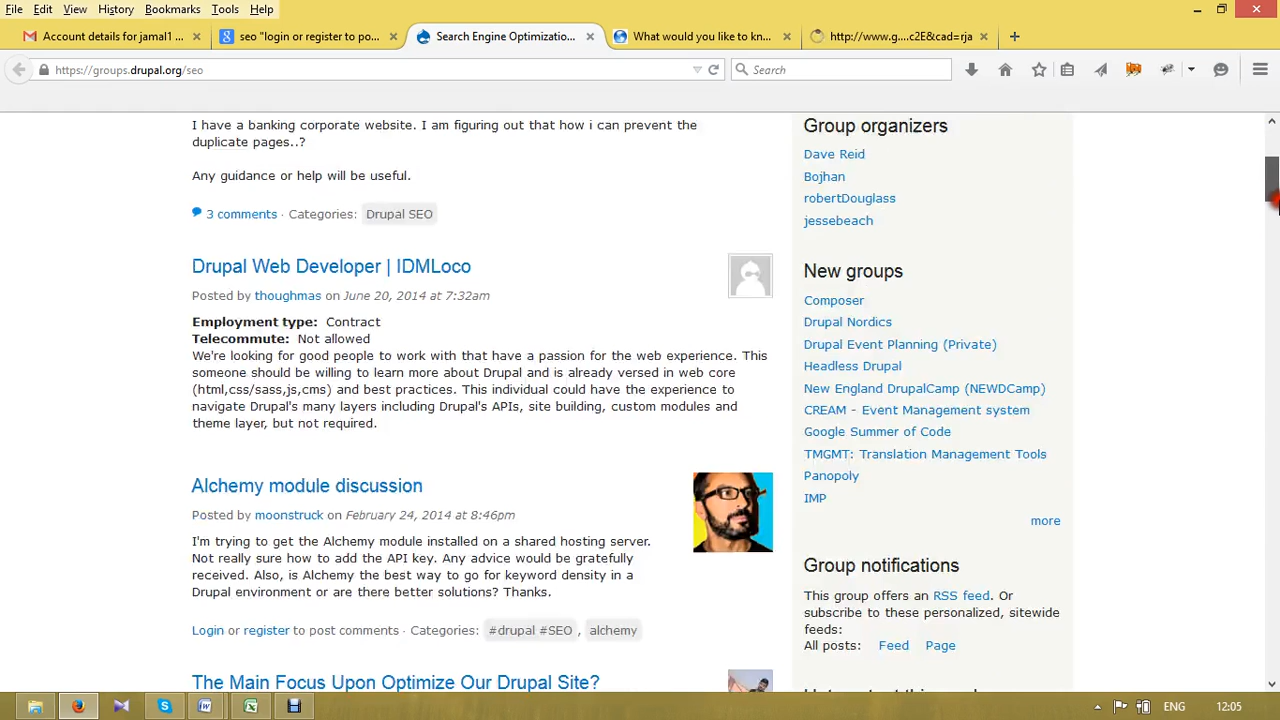 File Edit View History Bookmarks Tools Help
Account details for jamal1 ...
seo "login or register to po...
Search Engine Optimizatio...
What would you like to kn...
http://www.g....c2E&cad=rja
https://groups.drupal.org/seo
Search
I have a banking corporate website. I am figuring out that how i can prevent the
duplicate pages..?
Any guidance or help will be useful.
3 comments · Categories: Drupal SEO
Drupal Web Developer | IDMLoco
Posted by thoughmas on June 20, 2014 at 7:32am
Employment type: Contract
Telecommute: Not allowed
We're looking for good people to work with that have a passion for the web experience. This
someone should be willing to learn more about Drupal and is already versed in web core
(html,css/sass,js,cms) and best practices. This individual could have the experience to
navigate Drupal's many layers including Drupal's APIs, site building, custom modules and
theme layer, but not required.
Alchemy module discussion
Posted by moonstruck on February 24, 2014 at 8:46pm
I'm trying to get the Alchemy module installed on a shared hosting server.
Not really sure how to add the API key. Any advice would be gratefully
received. Also, is Alchemy the best way to go for keyword density in a
Drupal environment or are there better solutions? Thanks.
Login or register to post comments · Categories: #drupal #SEO , alchemy
The Main Focus Upon Optimize Our Drupal Site?
Group organizers
Dave Reid
Bojhan
robertDouglass
jessebeach
New groups
Composer
Drupal Nordics
Drupal Event Planning (Private)
Headless Drupal
New England DrupalCamp (NEWDCamp)
CREAM - Event Management system
Google Summer of Code
TMGMT: Translation Management Tools
Panopoly
IMP
more
Group notifications
This group offers an RSS feed. Or
subscribe to these personalized, sitewide
feeds:
All posts: Feed Page
ENG 12:05